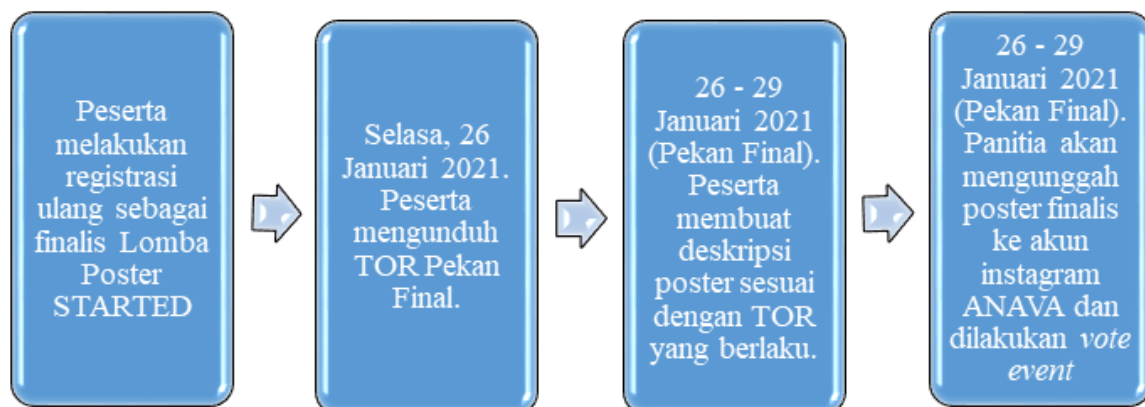 Peserta
melakukan
registrasi
ulang sebagai
finalis Lomba
Poster
STARTED
Selasa, 26
Januari 2021.
Peserta
mengunduh
TOR Pekan
Final.
26 - 29
Januari 2021
(Pekan Final).
Peserta
membuat
deskripsi
poster sesuai
dengan TOR
yang berlaku.
26 - 29
Januari 2021
(Pekan Final).
Panitia akan
mengunggah
poster finalis
ke akun
instagram
ANAVA dan
dilakukan vote
event